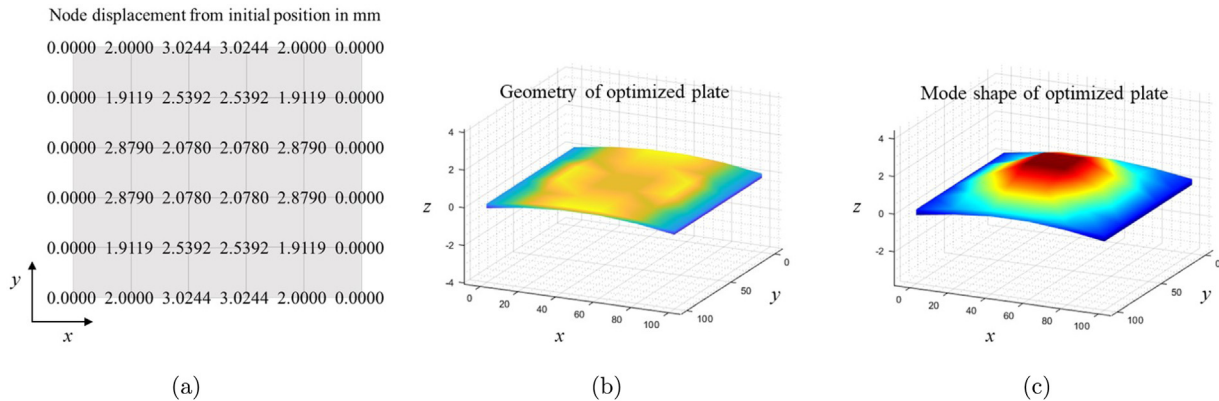 Node displacement from initial position in mm
0.0000 2.0000 3.0244 3.0244 2.0000 0.0000
0.0000 1.9119 2.5392 2.5392 1.9119 0.0000
0.0000 2.8790 2.0780 2.0780 2.8790 0.0000
0.0000 2.8790 2.0780 2.0780 2.8790 0.0000
0.0000 1.9119 2.5392 2.5392 1.9119 0.0000
0.0000 2.0000 3.0244 3.0244 2.0000 0.0000
y
x
(a)
Geometry of optimized plate
4
2
0
-2
-4
z
0 20 40 60 80 100
x
0
50
100
y
(b)
Mode shape of optimized plate
4
2
0
-2
z
0 20 40 60 80 100
x
0
50
100
y
(c)